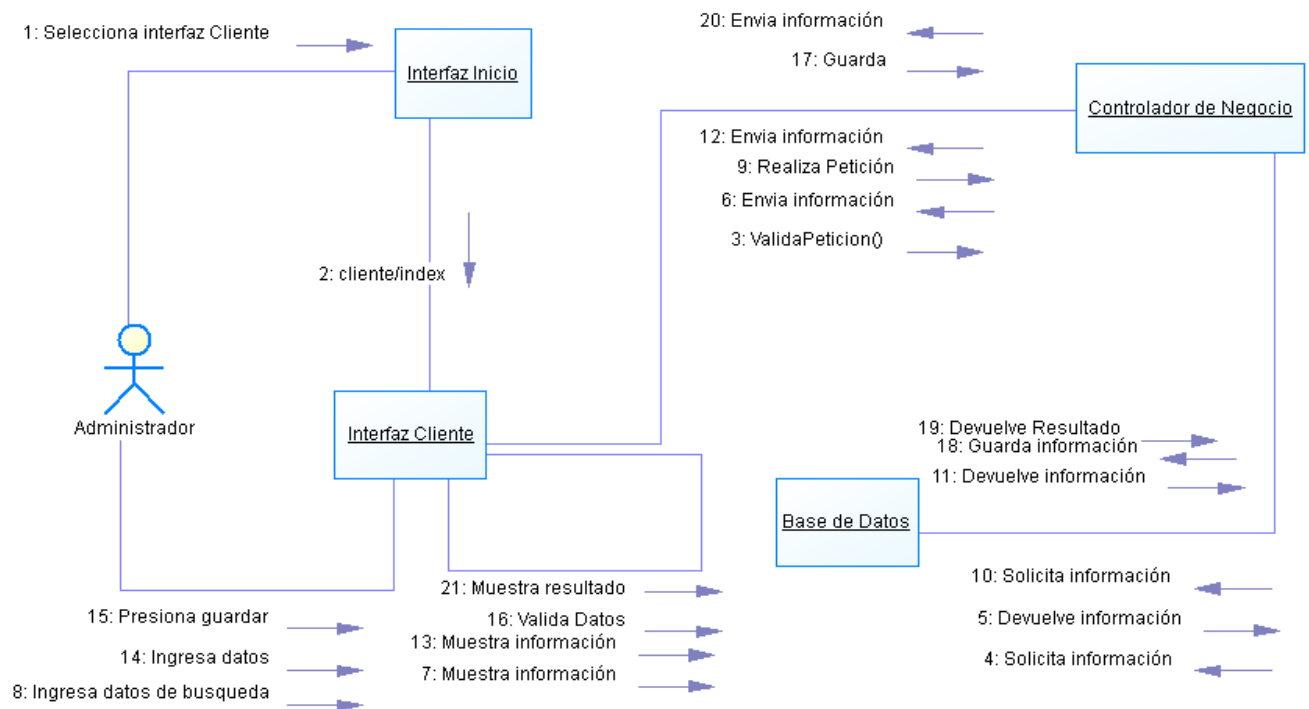 20: Envia información
1: Selecciona interfaz Cliente
17: Guarda
Interfaz Inicio
Controlador de Negocio
12: Envia información
9: Realiza Petición
6: Envia información
3: ValidaPeticion()
2: cliente/index
Administrador
Interfaz Cliente
19: Devuelve Resultado
18: Guarda información
11: Devuelve información
Base de Datos
10: Solicita información
5: Devuelve información
4: Solicita información
21: Muestra resultado
16: Valida Datos
13: Muestra información
7: Muestra información
15: Presiona guardar
14: Ingresa datos
8: Ingresa datos de busqueda